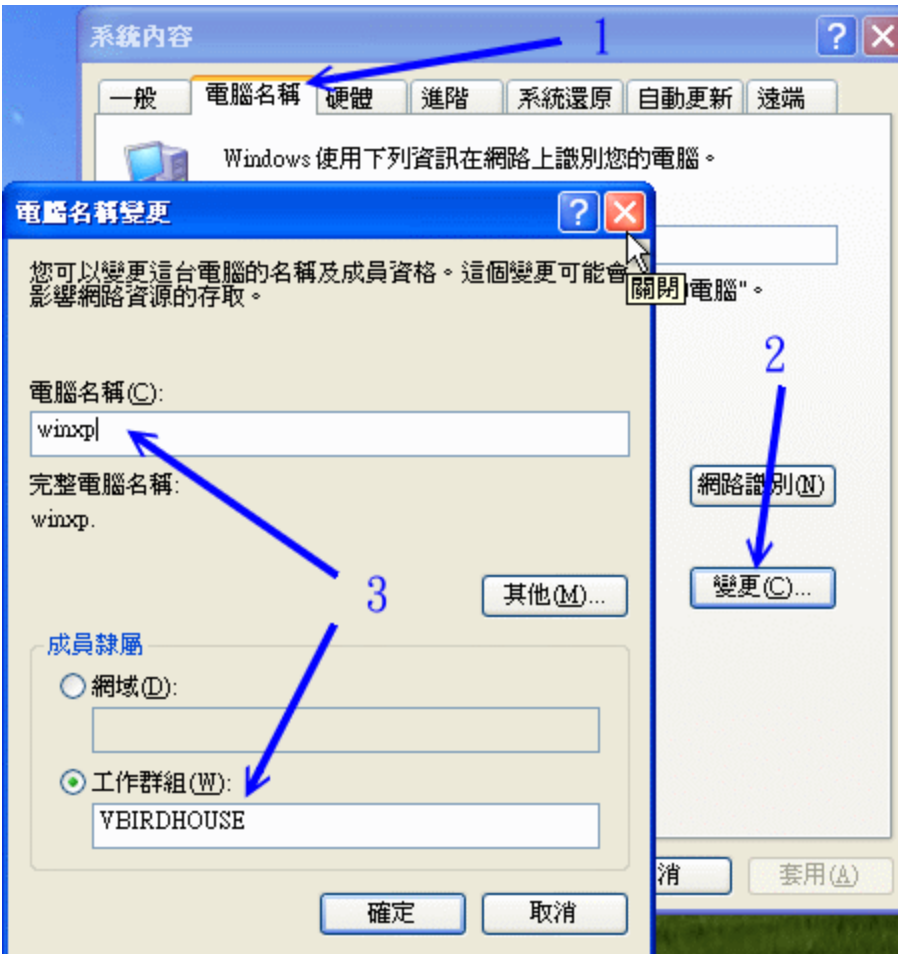 系統內容
1
一般 電腦名稱 硬體 進階 系統還原 自動更新 遠端
Windows 使用下列資訊在網路上識別您的電腦。
電腦名稱變更
您可以變更這台電腦的名稱及成員資格。這個變更可能會
影響網路資源的存取。
關閉
電腦"。
2
電腦名稱(C):
winxp
完整電腦名稱:
winxp.
網路識別(N)
變更(C)...
3
其他(M)...
成員隸屬
網域(D):
工作群組(W):
VBIRDHOUSE
消
套用(A)
確定
取消